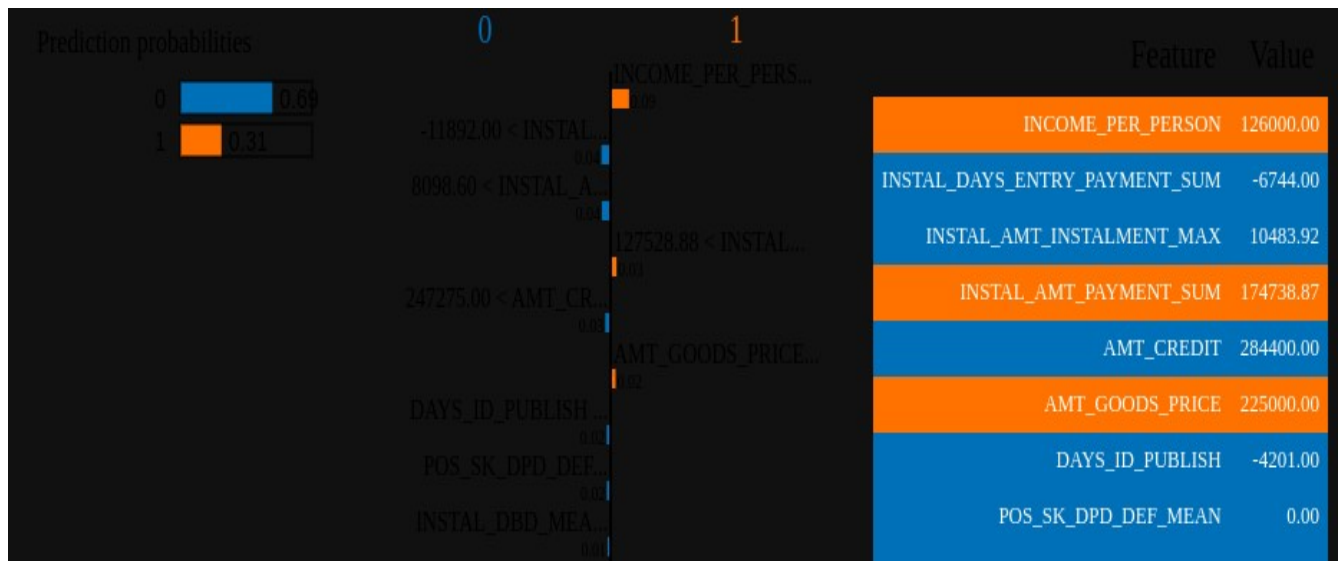 Prediction probabilities
0 0.69
1 0.31
0 1
INCOME_PER_PERS...
0.09
-11892.00 < INSTAL...
0.04
8098.60 < INSTAL_A...
0.04
127528.88 < INSTAL...
0.03
247275.00 < AMT_CR...
0.03
AMT_GOODS_PRICE...
0.02
DAYS_ID_PUBLISH ...
0.02
POS_SK_DPD_DEF...
0.02
INSTAL_DBD_MEA...
0.01
Feature Value
INCOME_PER_PERSON 126000.00
INSTAL_DAYS_ENTRY_PAYMENT_SUM -6744.00
INSTAL_AMT_INSTALMENT_MAX 10483.92
INSTAL_AMT_PAYMENT_SUM 174738.87
AMT_CREDIT 284400.00
AMT_GOODS_PRICE 225000.00
DAYS_ID_PUBLISH -4201.00
POS_SK_DPD_DEF_MEAN 0.00